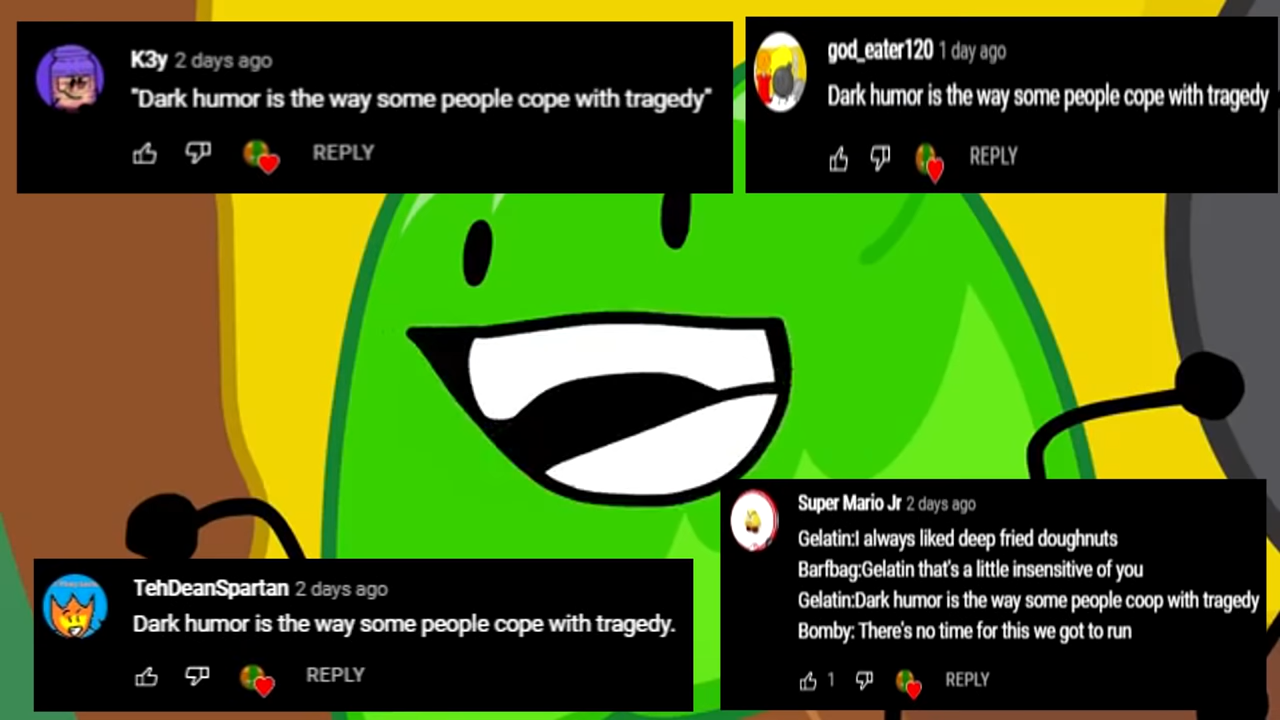 K3y 2 days ago
"Dark humor is the way some people cope with tragedy"
REPLY
god_eater120 1 day ago
Dark humor is the way some people cope with tragedy
REPLY
TehDeanSpartan 2 days ago
Dark humor is the way some people cope with tragedy.
REPLY
Super Mario Jr 2 days ago
Gelatin:I always liked deep fried doughnuts
Barfbag:Gelatin that's a little insensitive of you
Gelatin:Dark humor is the way some people coop with tragedy
Bomby: There's no time for this we got to run
1 REPLY